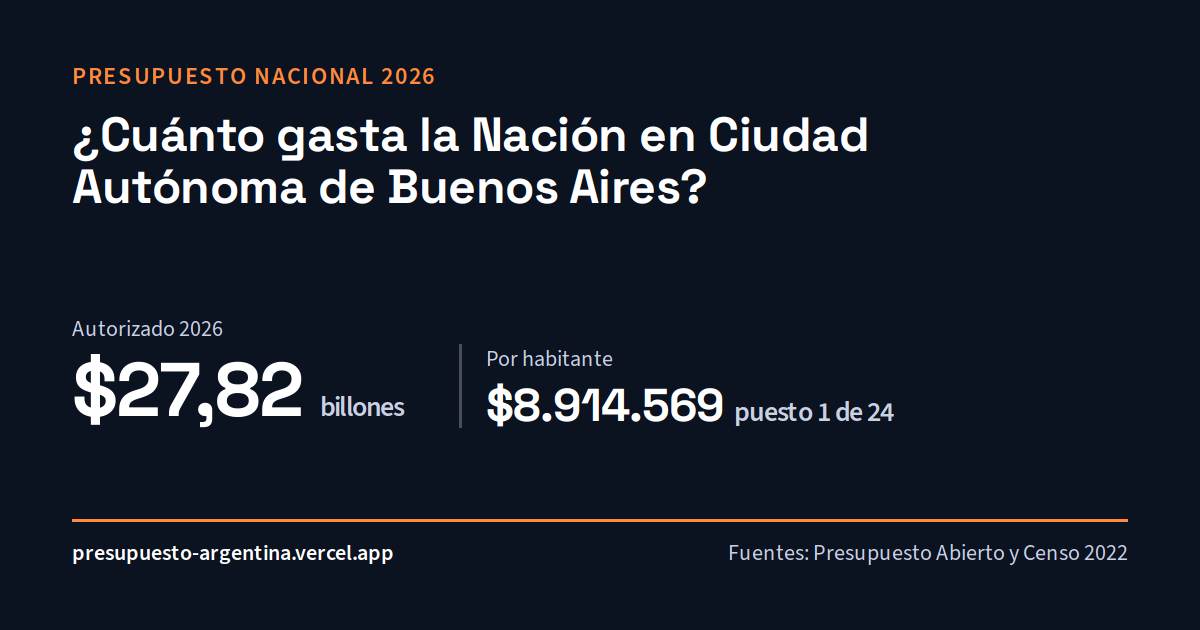 PRESUPUESTO NACIONAL 2026
¿Cuánto gasta la Nación en Ciudad
Autónoma de Buenos Aires?
Autorizado 2026
$27,82 billones
Por habitante
$8.914.569 puesto 1 de 24
presupuesto-argentina.vercel.app
Fuentes: Presupuesto Abierto y Censo 2022